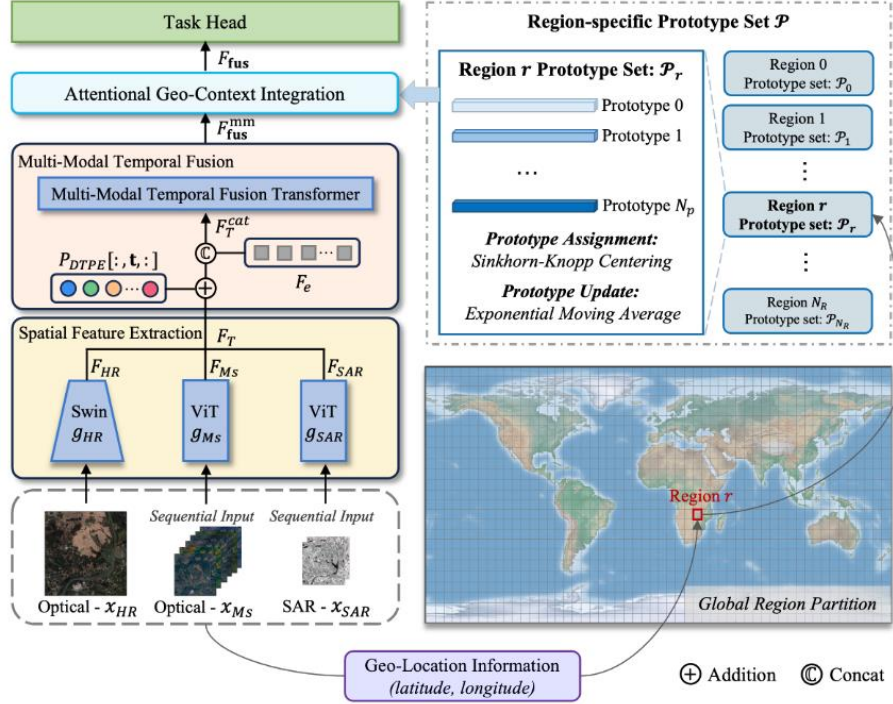 Task Head
F_fus
Attentional Geo-Context Integration
F_fus^mm
Multi-Modal Temporal Fusion
Multi-Modal Temporal Fusion Transformer
F_T^cat
P_DTPE[:, t, :]
ℂ
...
...
F_e
+
Spatial Feature Extraction
F_T
F_HR
F_Ms
F_SAR
Swin
g_HR
ViT
g_Ms
ViT
g_SAR
Sequential Input
Sequential Input
Optical - x_HR
Optical - x_Ms
SAR - x_SAR
Region-specific Prototype Set 𝒫
Region r Prototype Set: 𝒫_r
Prototype 0
Prototype 1
...
Prototype N_p
Prototype Assignment:
Sinkhorn-Knopp Centering
Prototype Update:
Exponential Moving Average
Region 0
Prototype set: 𝒫_0
Region 1
Prototype set: 𝒫_1
⋮
Region r
Prototype set: 𝒫_r
⋮
Region N_R
Prototype set: 𝒫_N_R
Region r
Global Region Partition
Geo-Location Information
(latitude, longitude)
+ Addition
ℂ Concat